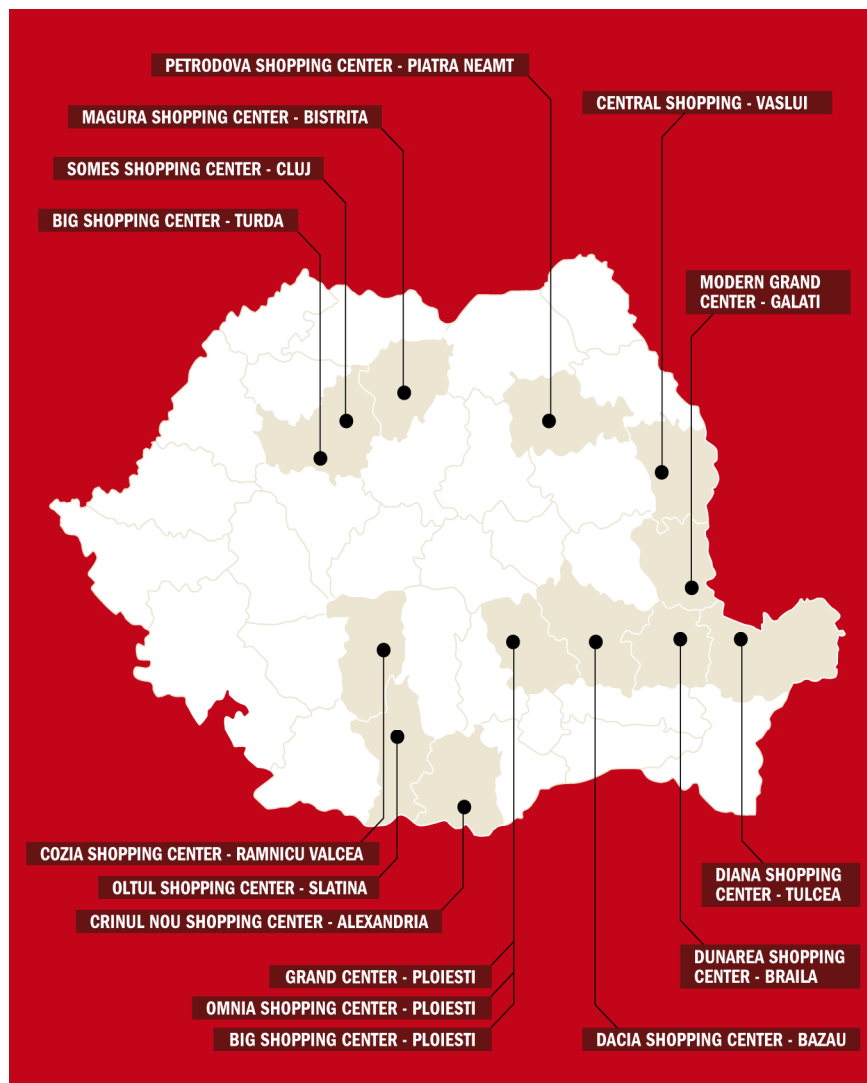 PETRODOVA SHOPPING CENTER - PIATRA NEAMT
CENTRAL SHOPPING - VASLUI
MAGURA SHOPPING CENTER - BISTRITA
SOMES SHOPPING CENTER - CLUJ
BIG SHOPPING CENTER - TURDA
MODERN GRAND
CENTER - GALATI
COZIA SHOPPING CENTER - RAMNICU VALCEA
OLTUL SHOPPING CENTER - SLATINA
CRINUL NOU SHOPPING CENTER - ALEXANDRIA
DIANA SHOPPING
CENTER - TULCEA
DUNAREA SHOPPING
CENTER - BRAILA
GRAND CENTER - PLOIESTI
OMNIA SHOPPING CENTER - PLOIESTI
BIG SHOPPING CENTER - PLOIESTI
DACIA SHOPPING CENTER - BAZAU